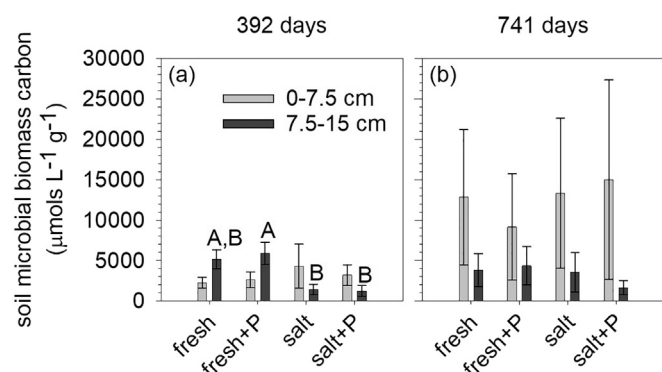 392 days
741 days
soil microbial biomass carbon
(μmols L-1 g-1)
30000
25000
20000
15000
10000
5000
0
(a)
0-7.5 cm
7.5-15 cm
A,B
A
B
B
fresh
fresh+P
salt
salt+P
(b)
fresh
fresh+P
salt
salt+P